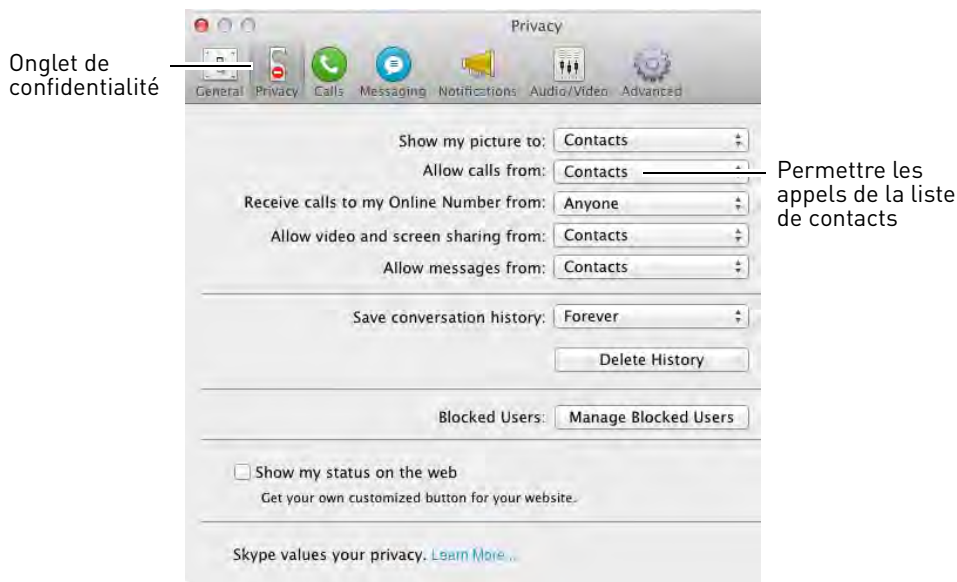 Privacy
Onglet de
confidentialité
General Privacy Calls Messaging Notifications Audio/Video Advanced
Show my picture to: Contacts
Allow calls from: Contacts
Permettre les
appels de la liste
de contacts
Receive calls to my Online Number from: Anyone
Allow video and screen sharing from: Contacts
Allow messages from: Contacts
Save conversation history: Forever
Delete History
Blocked Users: Manage Blocked Users
Show my status on the web
Get your own customized button for your website.
Skype values your privacy. Learn More...